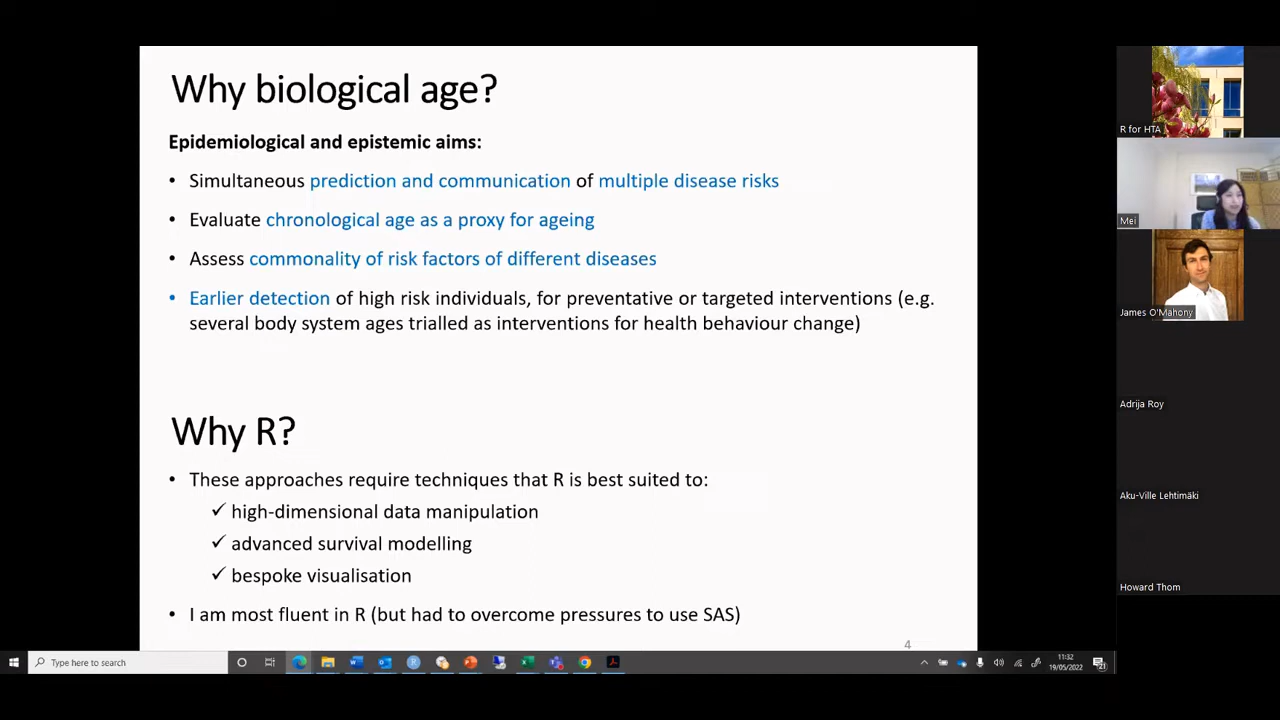 Why biological age?
Epidemiological and epistemic aims:
• Simultaneous prediction and communication of multiple disease risks
• Evaluate chronological age as a proxy for ageing
• Assess commonality of risk factors of different diseases
• Earlier detection of high risk individuals, for preventative or targeted interventions (e.g.
several body system ages trialled as interventions for health behaviour change)
Why R?
• These approaches require techniques that R is best suited to:
✓ high-dimensional data manipulation
✓ advanced survival modelling
✓ bespoke visualisation
• I am most fluent in R (but had to overcome pressures to use SAS)
4
R for HTA
Mei
James O'Mahony
Adrija Roy
Aku-Ville Lehtimäki
Howard Thom
Type here to search
11:32
19/05/2022